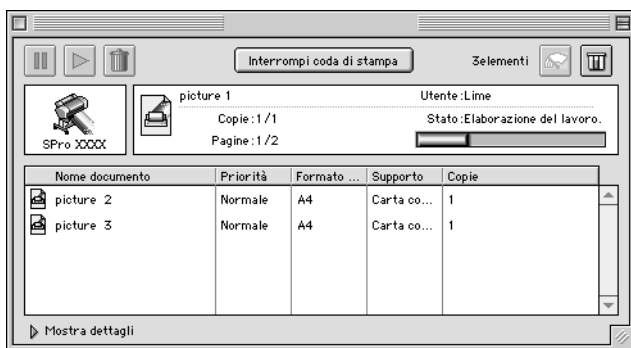 Interrompi coda di stampa 3elementi
SPro XXXX
picture 1 Utente:Lime
Copie:1/1 Stato:Elaborazione del lavoro.
Pagine:1/2
Nome documento Priorità Formato ... Supporto Copie
picture 2 Normale A4 Carta co... 1
picture 3 Normale A4 Carta co... 1
Mostra dettagli